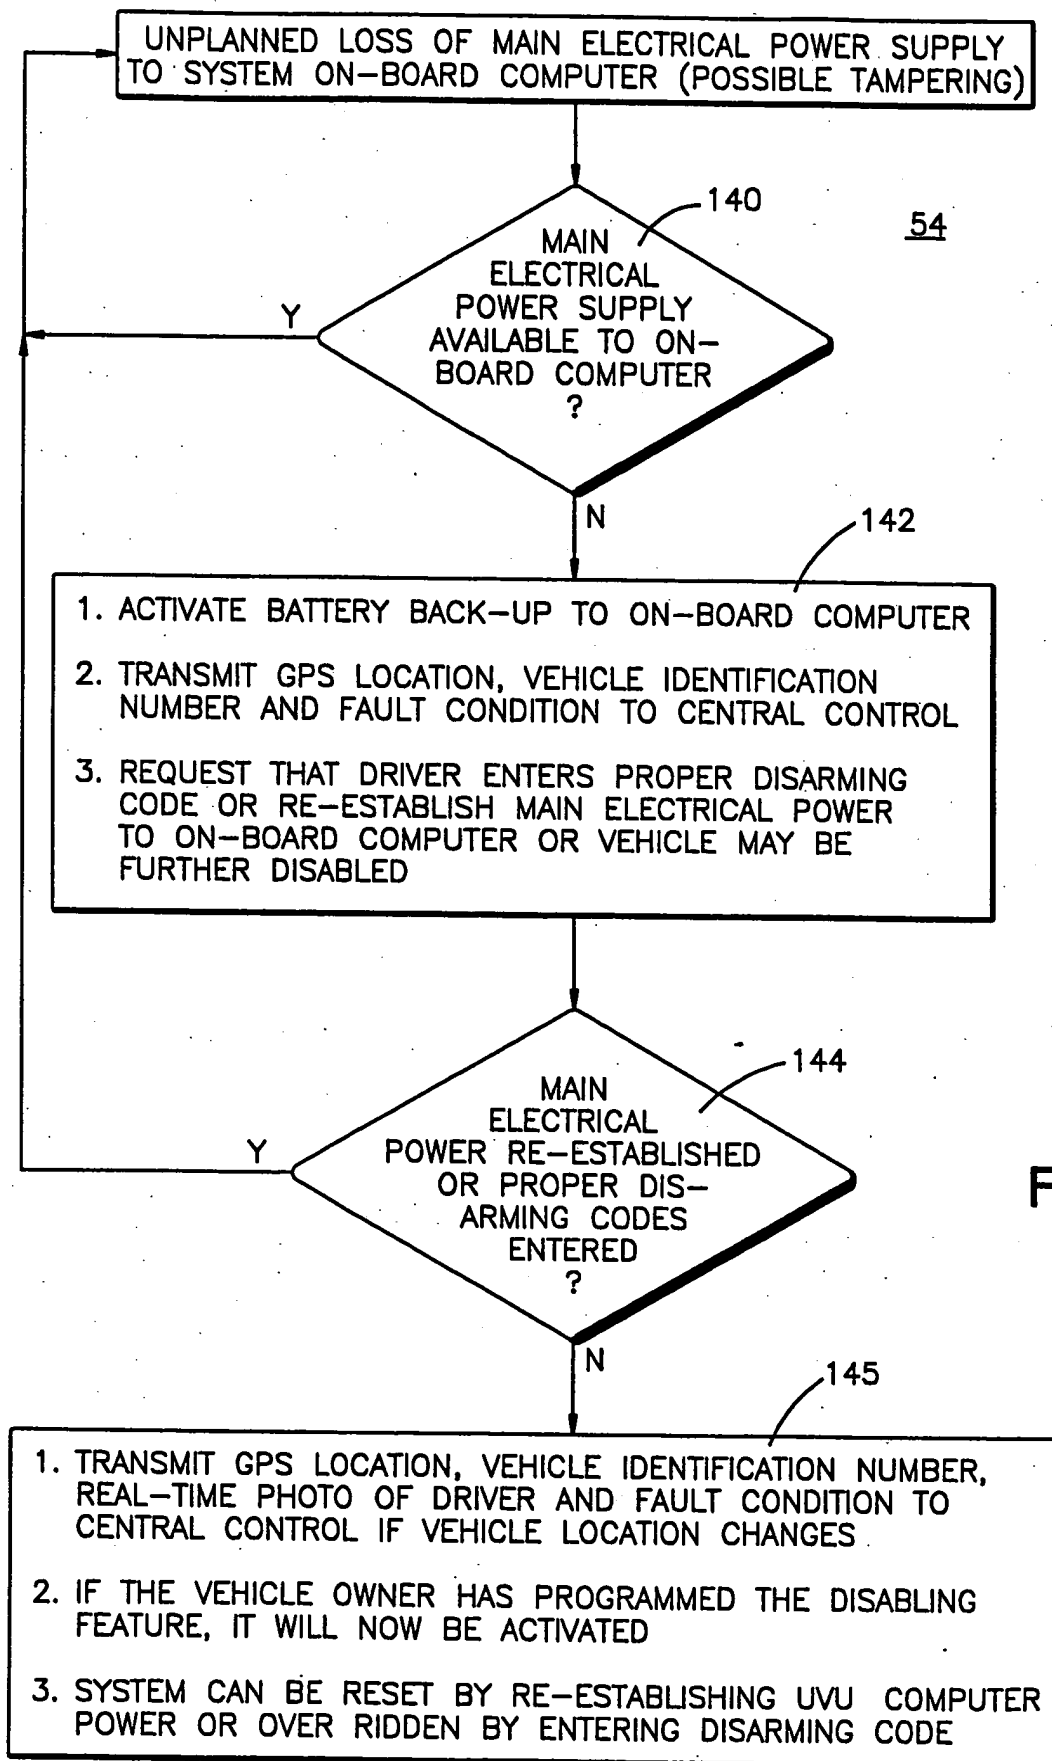 UNPLANNED LOSS OF MAIN ELECTRICAL POWER SUPPLY
TO SYSTEM ON-BOARD COMPUTER (POSSIBLE TAMPERING)
140
54
MAIN
ELECTRICAL
POWER SUPPLY
AVAILABLE TO ON-
BOARD COMPUTER
?
Y
N
142
1. ACTIVATE BATTERY BACK-UP TO ON-BOARD COMPUTER
2. TRANSMIT GPS LOCATION, VEHICLE IDENTIFICATION
NUMBER AND FAULT CONDITION TO CENTRAL CONTROL
3. REQUEST THAT DRIVER ENTERS PROPER DISARMING
CODE OR RE-ESTABLISH MAIN ELECTRICAL POWER
TO ON-BOARD COMPUTER OR VEHICLE MAY BE
FURTHER DISABLED
144
MAIN
ELECTRICAL
POWER RE-ESTABLISHED
OR PROPER DIS-
ARMING CODES
ENTERED
?
Y
F
N
145
1. TRANSMIT GPS LOCATION, VEHICLE IDENTIFICATION NUMBER,
REAL-TIME PHOTO OF DRIVER AND FAULT CONDITION TO
CENTRAL CONTROL IF VEHICLE LOCATION CHANGES
2. IF THE VEHICLE OWNER HAS PROGRAMMED THE DISABLING
FEATURE, IT WILL NOW BE ACTIVATED
3. SYSTEM CAN BE RESET BY RE-ESTABLISHING UVU COMPUTER
POWER OR OVER RIDDEN BY ENTERING DISARMING CODE